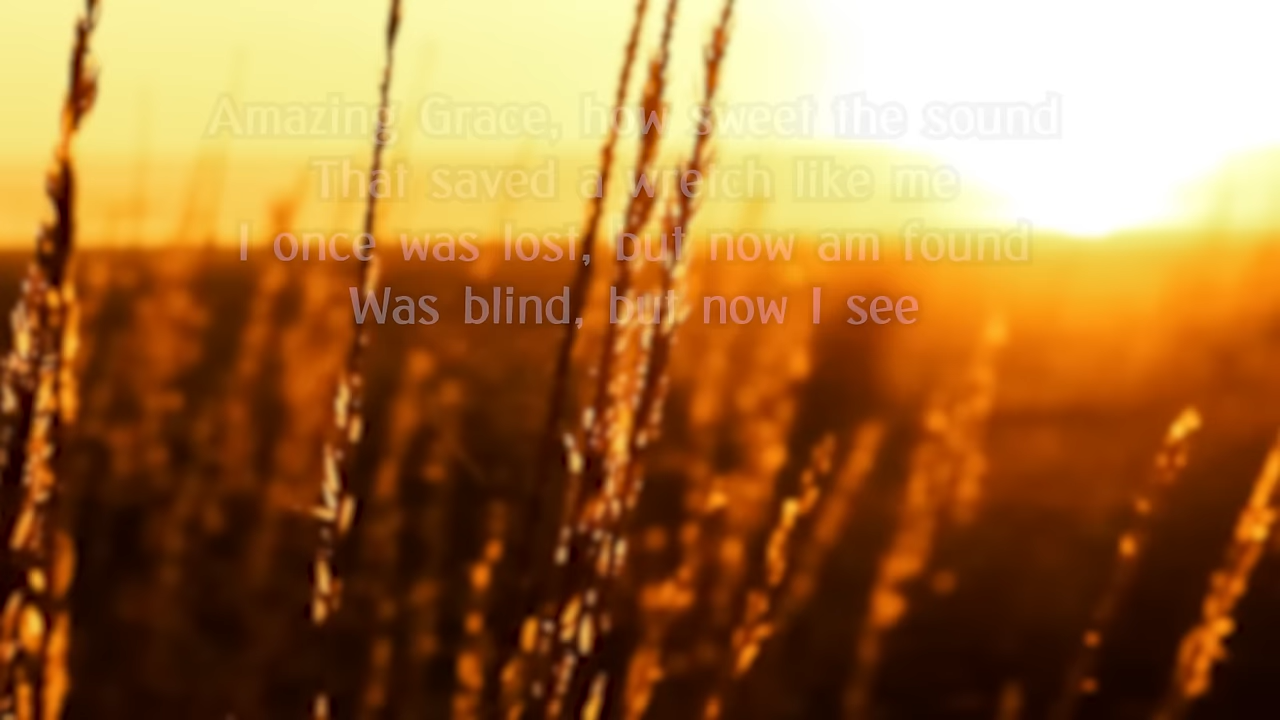 Amazing Grace, how sweet the sound
That saved a wretch like me
I once was lost, but now am found
Was blind, but now I see